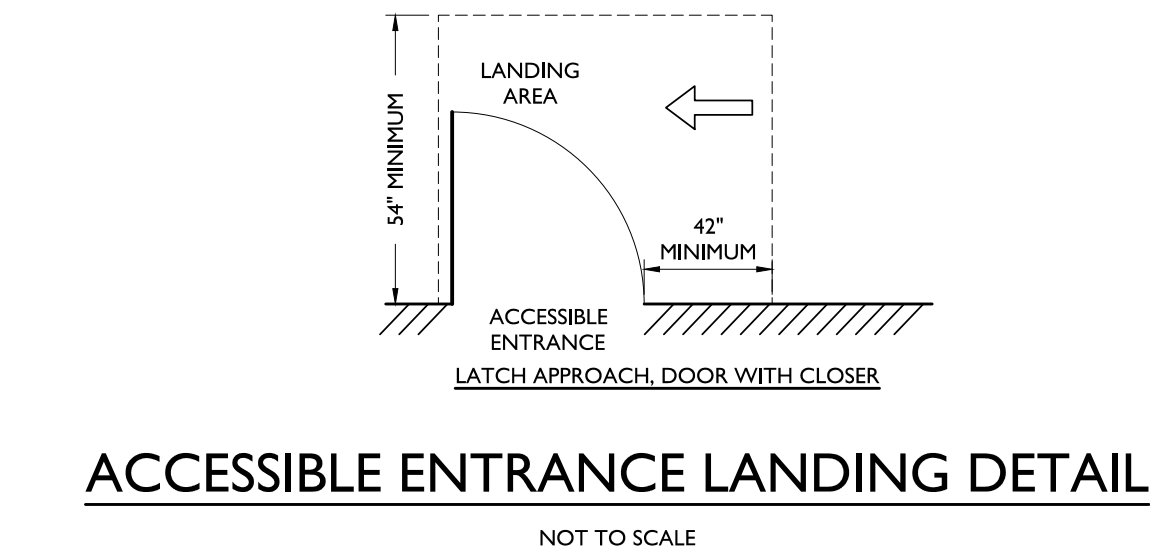 LANDING
AREA
54" MINIMUM
42"
MINIMUM
ACCESSIBLE
ENTRANCE
LATCH APPROACH, DOOR WITH CLOSER
ACCESSIBLE ENTRANCE LANDING DETAIL
NOT TO SCALE